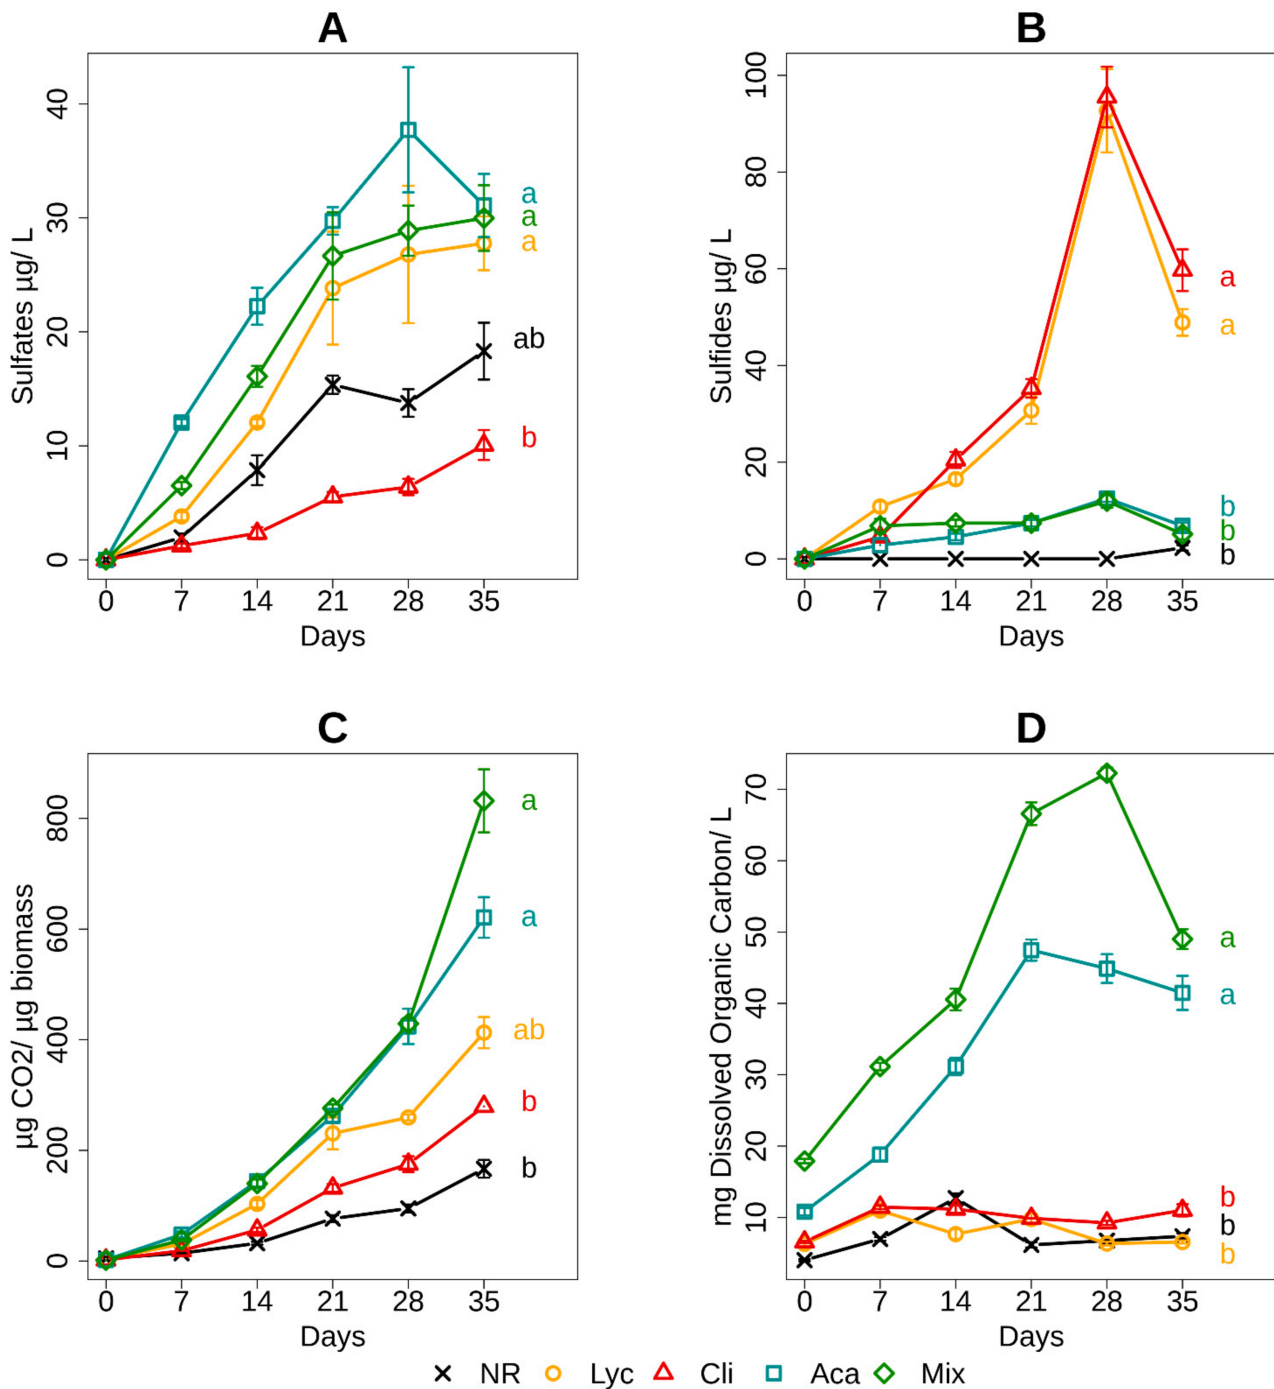 A
Sulfates µg/ L
40
30
20
10
0
a
a
a
ab
b
0 7 14 21 28 35
Days
B
Sulfides µg/ L
100
80
60
40
20
0
a
a
b
b
b
0 7 14 21 28 35
Days
C
µg CO2/ µg biomass
800
600
400
200
0
a
a
ab
b
b
0 7 14 21 28 35
Days
D
mg Dissolved Organic Carbon/ L
70
60
50
40
30
20
10
a
a
b
b
b
0 7 14 21 28 35
Days
NR Lyc Cli Aca Mix